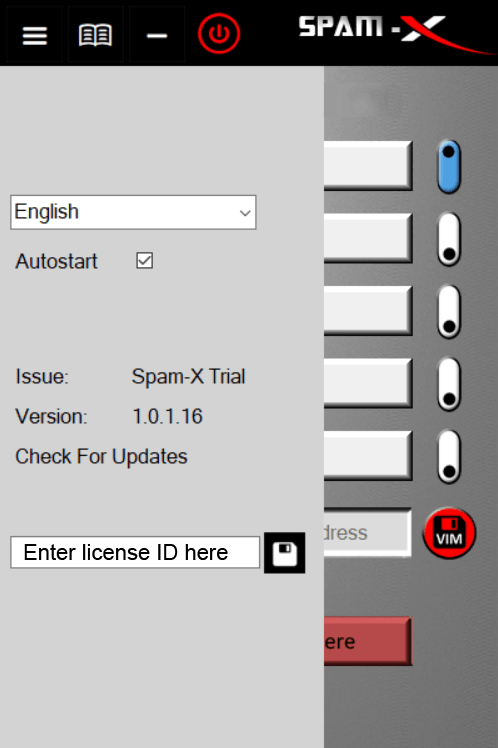 SPAM-X
English
Autostart
Issue: Spam-X Trial
Version: 1.0.1.16
Check For Updates
dress
Enter license ID here
VIM
ere